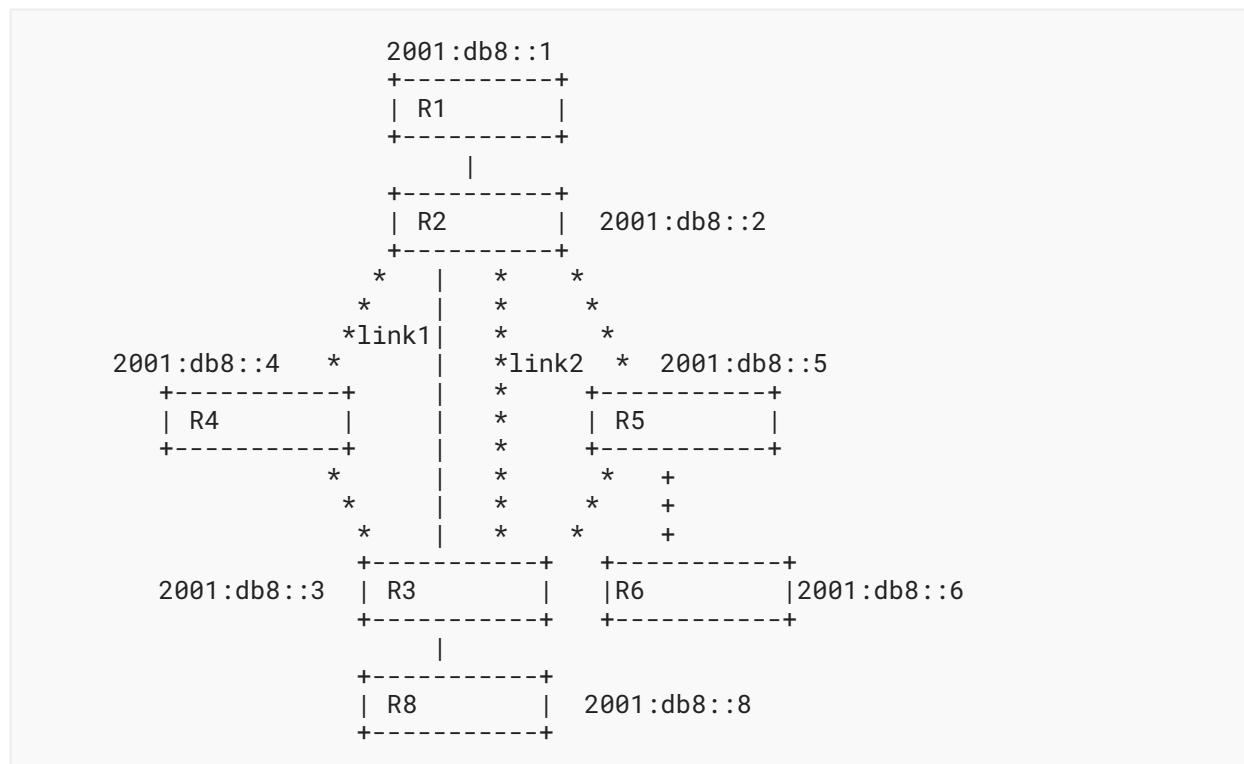 2001:db8::1
+----------+
| R1       |
+----------+
     |
+----------+
| R2       |  2001:db8::2
+----------+
*   |   *    *
*    |   *     *
*link1|   *      *
2001:db8::4   *      |   *link2  *  2001:db8::5
+-----------+     |   *     +-----------+
| R4        |     |   *     | R5        |
+-----------+     |   *     +-----------+
*      |   *      *   +
*     |   *     *    +
*    |   *    *     +
+-----------+   +-----------+
2001:db8::3  | R3        |   |R6         |2001:db8::6
+-----------+   +-----------+
|
+-----------+
| R8        |  2001:db8::8
+-----------+